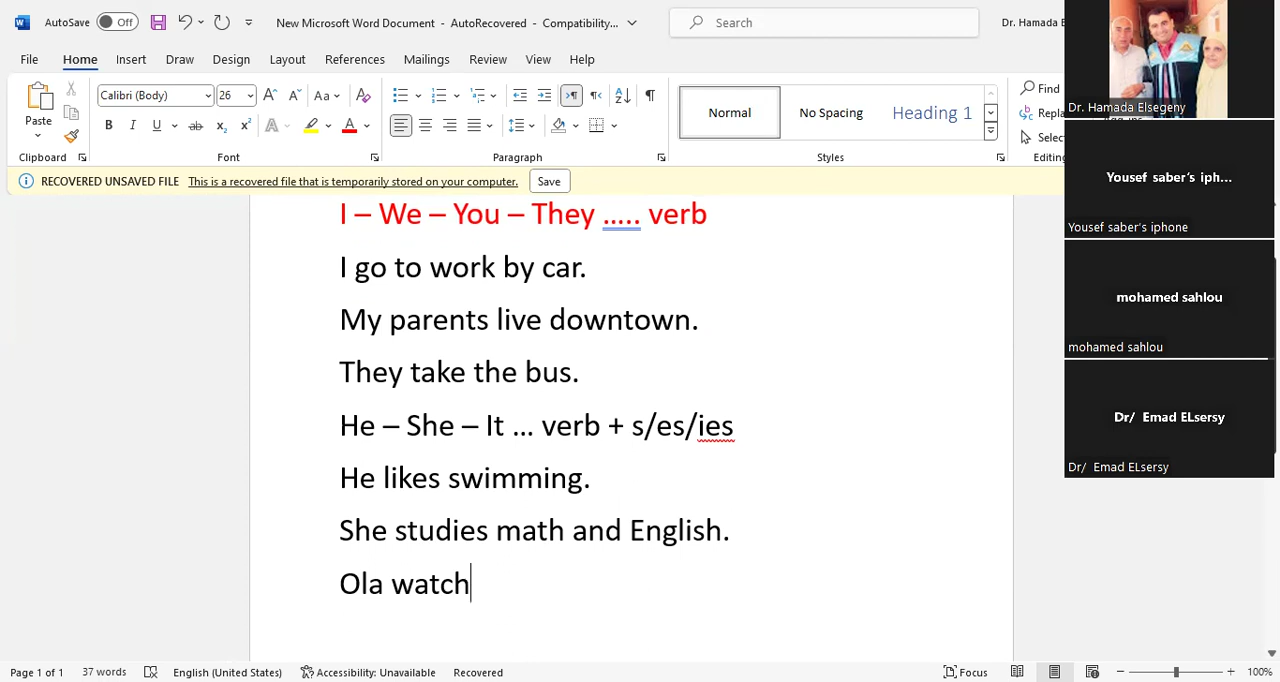 AutoSave Off New Microsoft Word Document - AutoRecovered - Compatibility... Search Dr. Hamada E
File Home Insert Draw Design Layout References Mailings Review View Help
Paste Calibri (Body) 26 Aa Normal No Spacing Heading 1 Find
Repla
Selec
Clipboard Font Paragraph Styles Editing
RECOVERED UNSAVED FILE This is a recovered file that is temporarily stored on your computer. Save
I – We – You – They ..... verb
I go to work by car.
My parents live downtown.
They take the bus.
He – She – It ... verb + s/es/ies
He likes swimming.
She studies math and English.
Ola watch
Dr. Hamada Elsegeny
Yousef saber's iph...
Yousef saber's iphone
mohamed sahlou
mohamed sahlou
Dr/ Emad ELsersy
Dr/ Emad ELsersy
Page 1 of 1 37 words English (United States) Accessibility: Unavailable Recovered Focus 100%